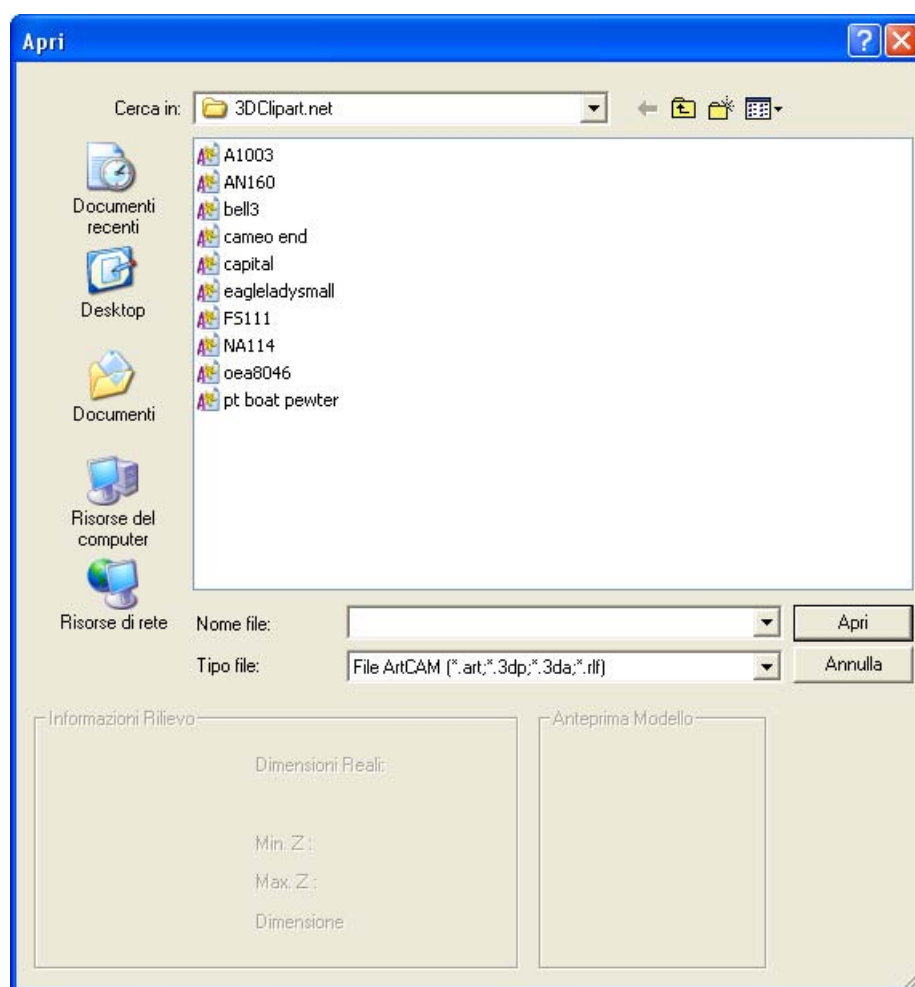 Apri
Cerca in: 3DClipart.net
Documenti recenti
Desktop
Documenti
Risorse del computer
Risorse di rete
A1003
AN160
bell3
cameo end
capital
eagleladysmall
FS111
NA114
oea8046
pt boat pewter
Nome file: Apri
Tipo file: File ArtCAM (*.art;*.3dp;*.3da;*.rlf) Annulla
Informazioni Rilievo
Dimensioni Reali:
Min. Z :
Max. Z :
Dimensione
Anteprima Modello